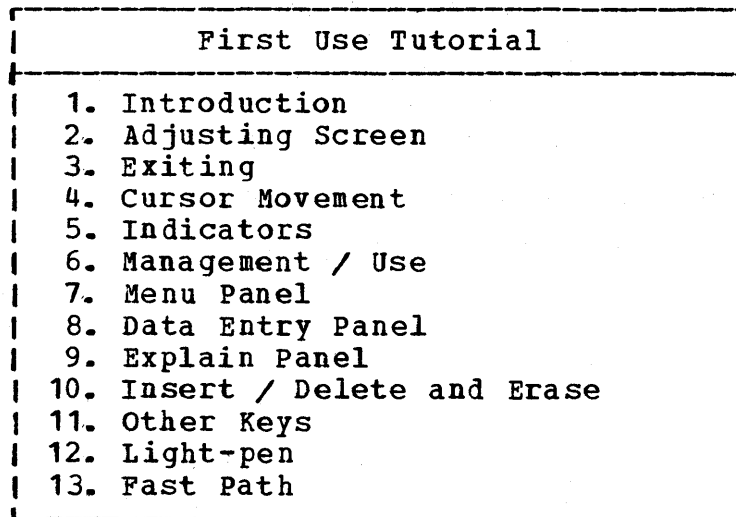 First Use Tutorial
1. Introduction
2. Adjusting Screen
3. Exiting
4. Cursor Movement
5. Indicators
6. Management / Use
7. Menu Panel
8. Data Entry Panel
9. Explain Panel
10. Insert / Delete and Erase
11. Other Keys
12. Light-pen
13. Fast Path